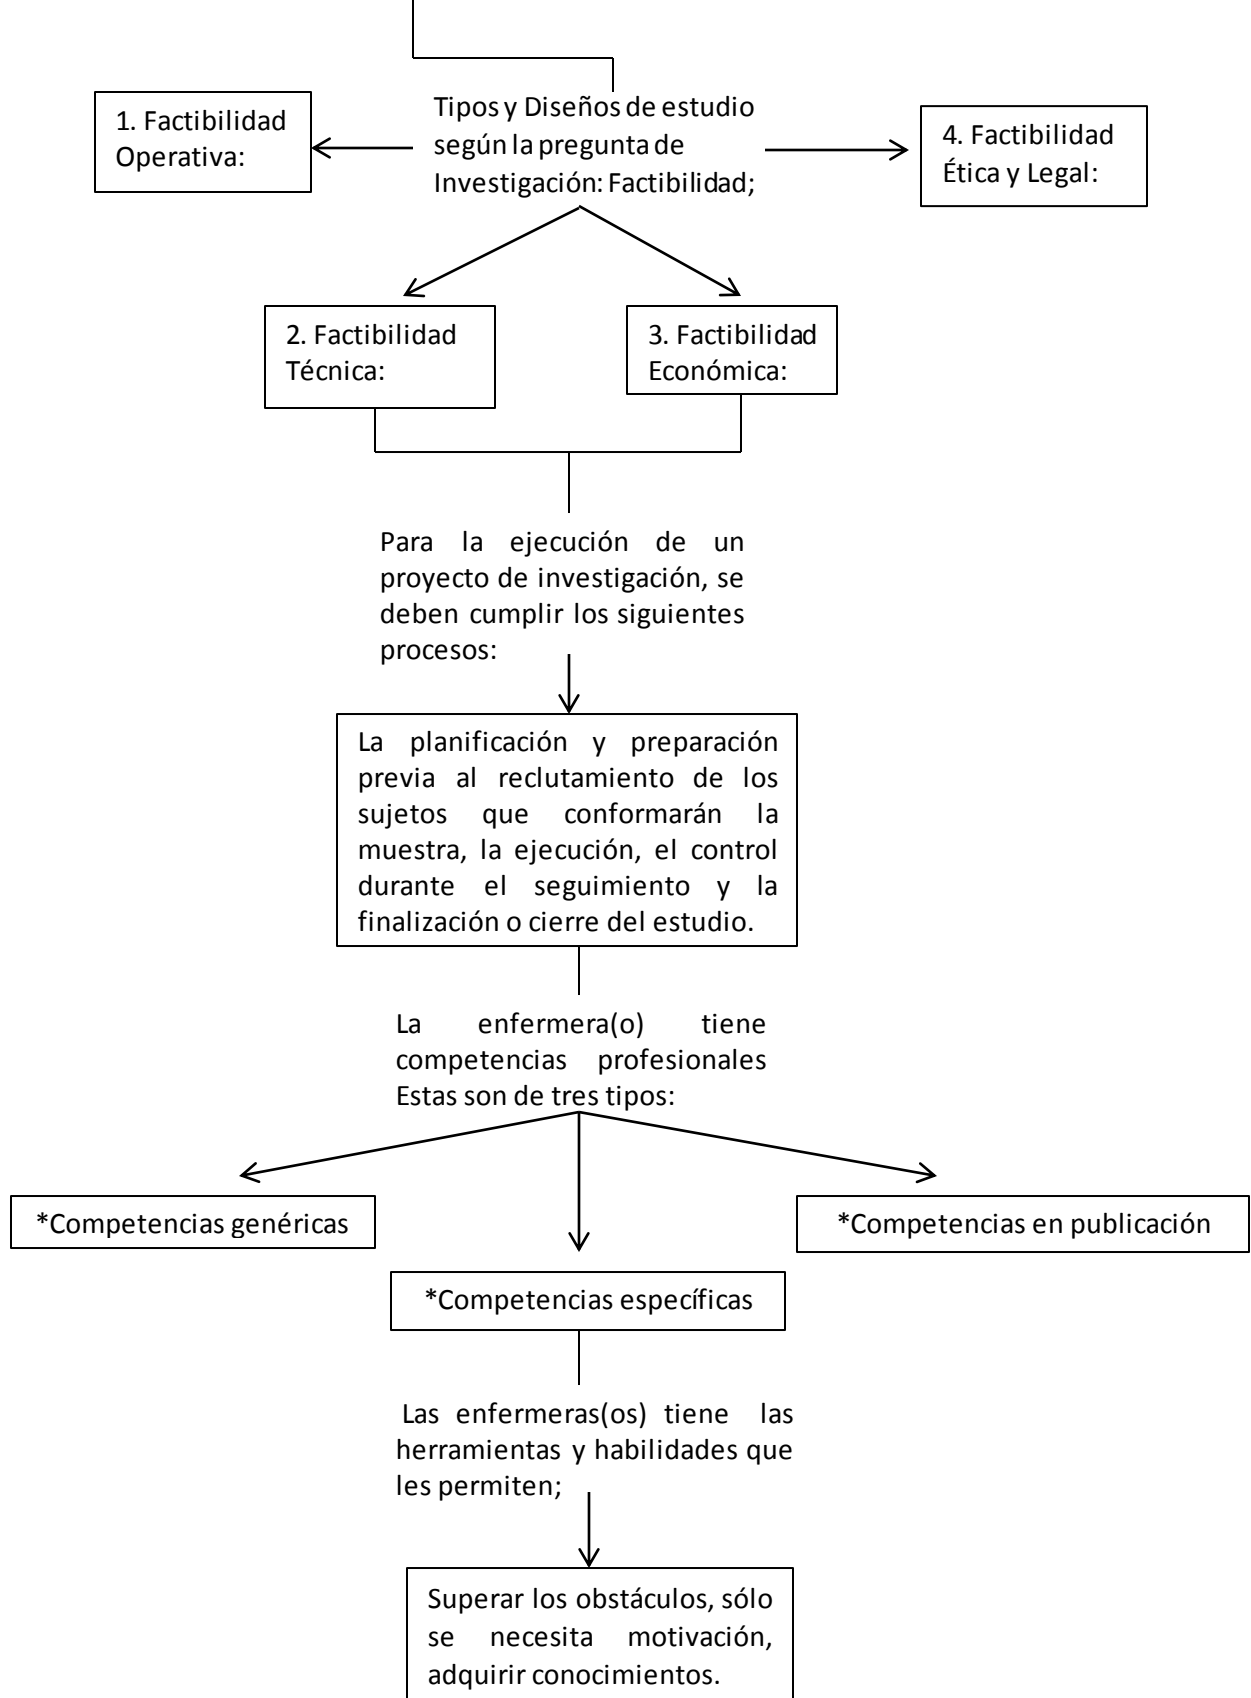 1. Factibilidad
Operativa:
Tipos y Diseños de estudio
según la pregunta de
Investigación: Factibilidad;
4. Factibilidad
Ética y Legal:
2. Factibilidad
Técnica:
3. Factibilidad
Económica:
Para la ejecución de un
proyecto de investigación, se
deben cumplir los siguientes
procesos:
La planificación y preparación
previa al reclutamiento de los
sujetos que conformarán la
muestra, la ejecución, el control
durante el seguimiento y la
finalización o cierre del estudio.
La enfermera(o) tiene
competencias profesionales
Estas son de tres tipos:
*Competencias genéricas
*Competencias en publicación
*Competencias específicas
Las enfermeras(os) tiene las
herramientas y habilidades que
les permiten;
Superar los obstáculos, sólo
se necesita motivación,
adquirir conocimientos.